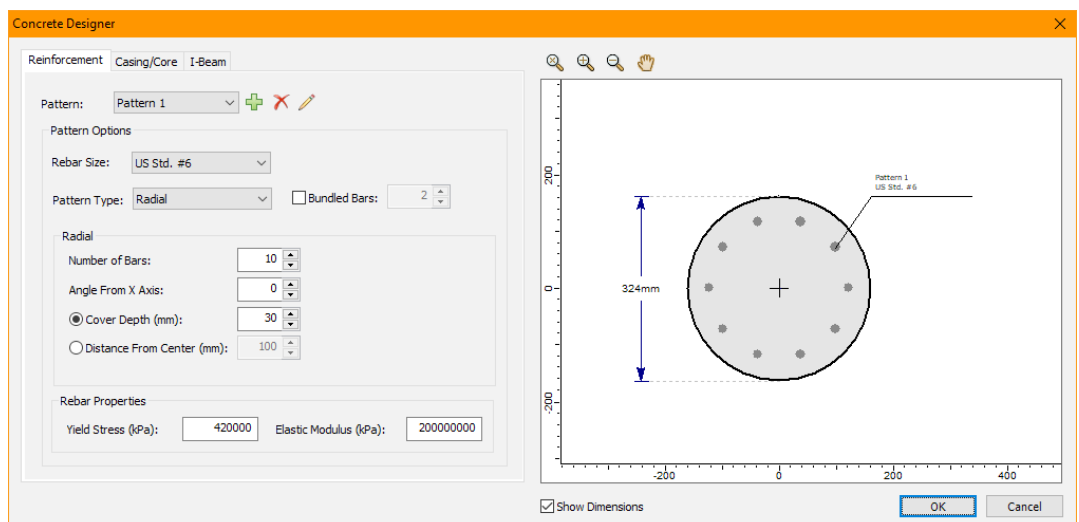 Concrete Designer
Reinforcement Casing/Core I-Beam
Pattern: Pattern 1
Pattern Options
Rebar Size: US Std. #6
Pattern Type: Radial Bundled Bars: 2
Radial
Number of Bars: 10
Angle From X Axis: 0
Cover Depth (mm): 30
Distance From Center (mm): 100
Rebar Properties
Yield Stress (kPa): 420000 Elastic Modulus (kPa): 200000000
200
0
-200
Pattern 1
US Std. #6
324mm
-200 0 200 400
Show Dimensions
OK Cancel